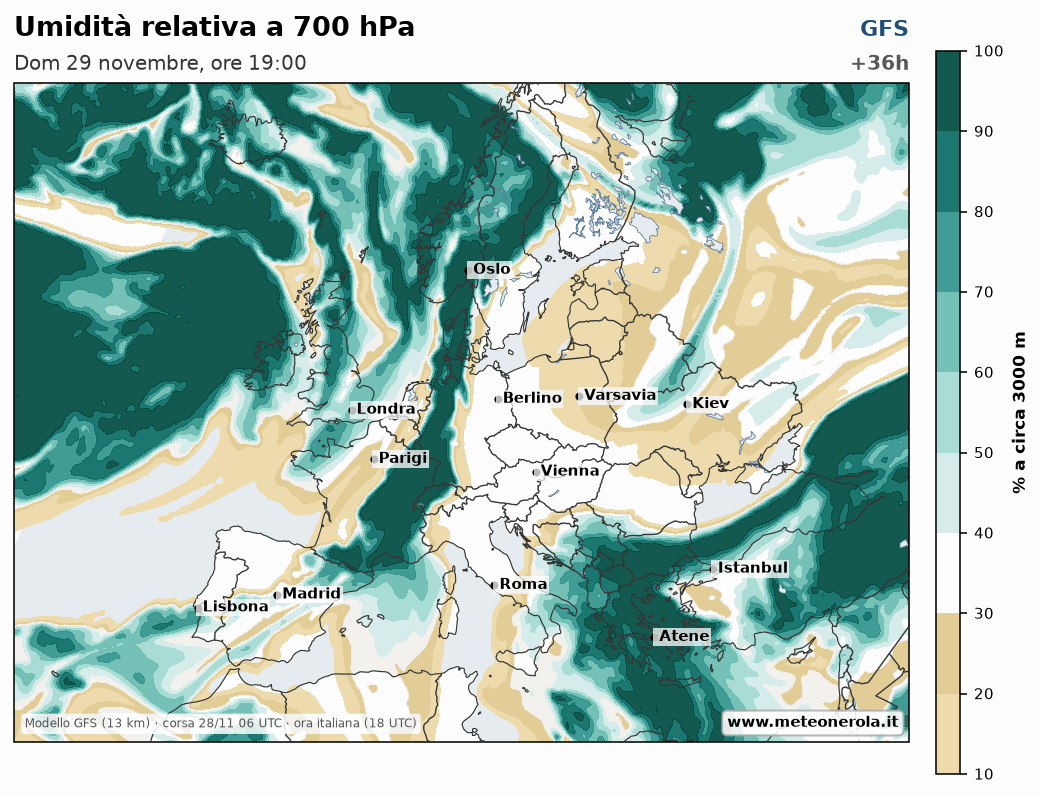 Umidità relativa a 700 hPa
GFS
Dom 29 novembre, ore 19:00
+36h
100
90
80
70
60
50
40
30
20
10
% a circa 3000 m
Oslo
Berlino
Varsavia
Kiev
Londra
Parigi
Vienna
Istanbul
Roma
Madrid
Lisbona
Atene
Modello GFS (13 km) · corsa 28/11 06 UTC · ora italiana (18 UTC)
www.meteonerola.it